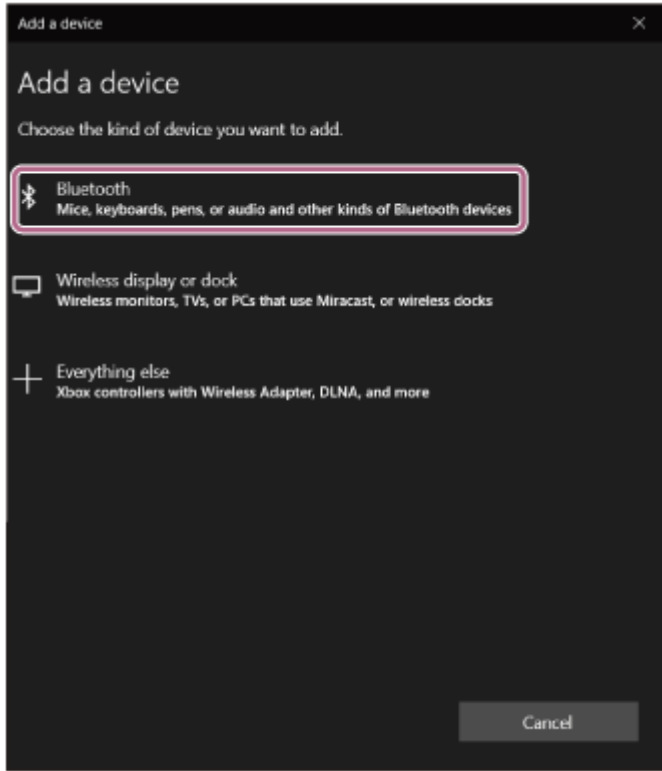 Add a device
Add a device
Choose the kind of device you want to add.
Bluetooth
Mice, keyboards, pens, or audio and other kinds of Bluetooth devices
Wireless display or dock
Wireless monitors, TVs, or PCs that use Miracast, or wireless docks
Everything else
Xbox controllers with Wireless Adapter, DLNA, and more
Cancel